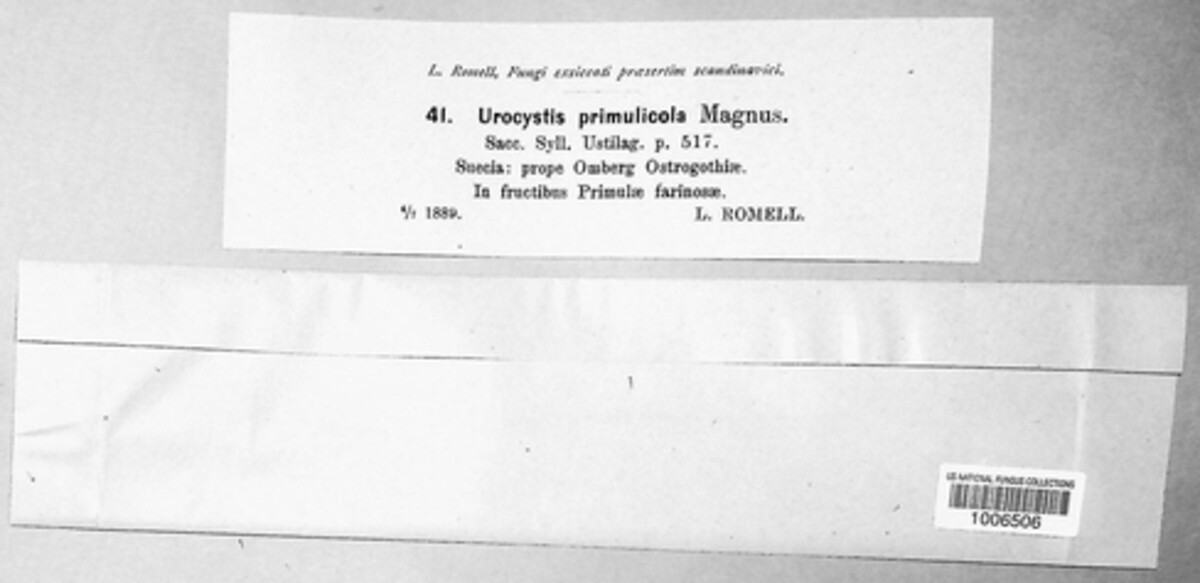 L. Romell, Fungi exsiccati præsertim scandinavici.
41. Urocystis primulicola Magnus.
Sacc. Syll. Ustilag. p. 517.
Suecia: prope Omberg Ostrogothiæ.
In fructibus Primulæ farinosæ.
1889. L. ROMELL.
US NATIONAL FUNGUS COLLECTIONS
1006506